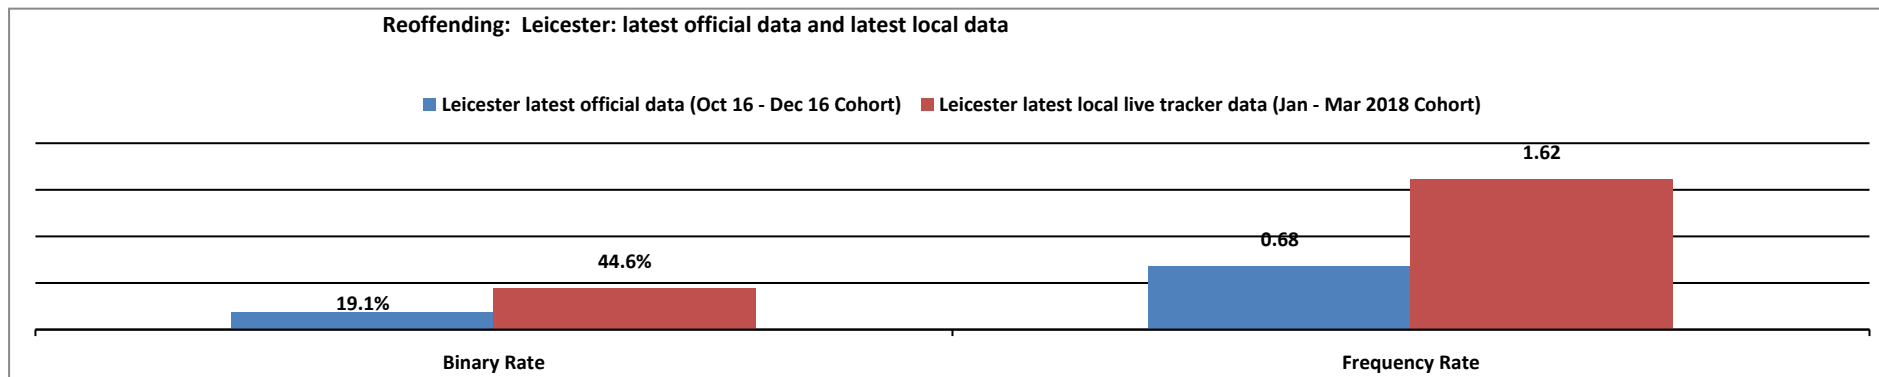 Reoffending:  Leicester: latest official data and latest local data
Leicester latest official data (Oct 16 - Dec 16 Cohort)
Leicester latest local live tracker data (Jan - Mar 2018 Cohort)
19.1%
44.6%
0.68
1.62
Binary Rate
Frequency Rate